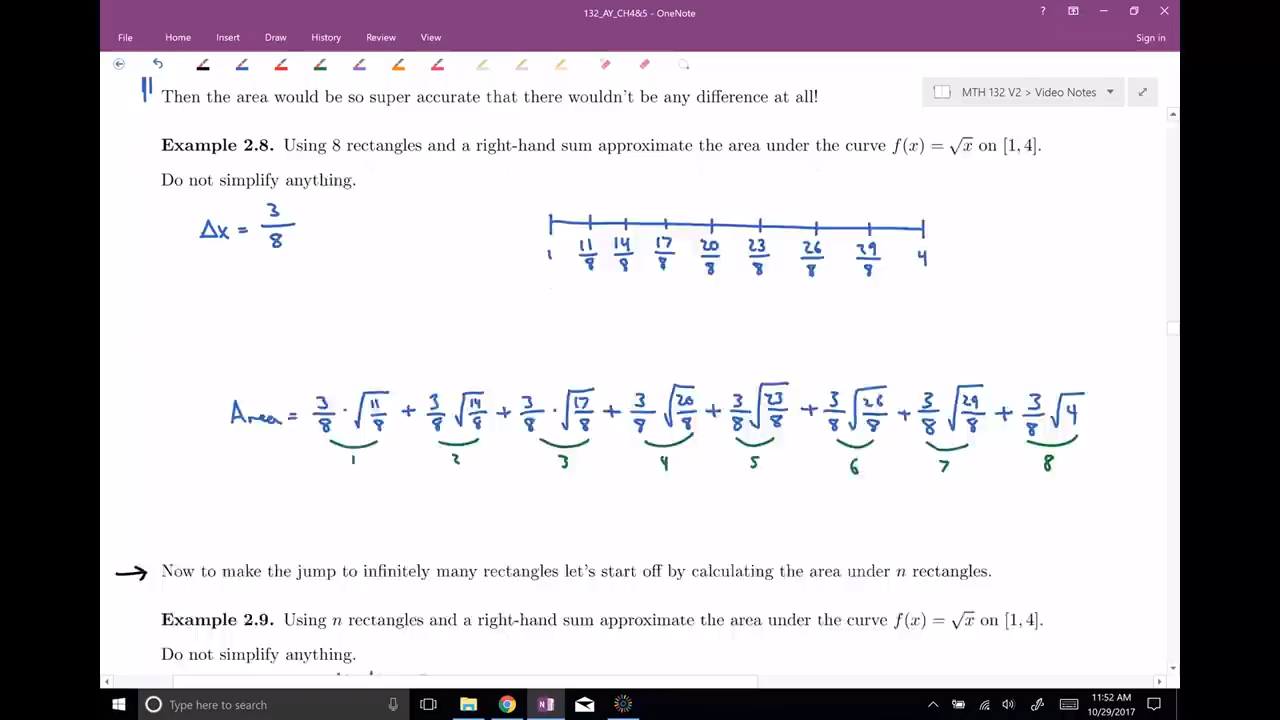 132_AY_CH4&5 - OneNote
?
File Home Insert Draw History Review View Sign in
Then the area would be so super accurate that there wouldn't be any difference at all!
MTH 132 V2 > Video Notes
Example 2.8. Using 8 rectangles and a right-hand sum approximate the area under the curve f(x) = √x on [1, 4].
Do not simplify anything.
Δx = 3/8
1 11/8 14/8 17/8 20/8 23/8 26/8 29/8 4
Area = 3/8 · √11/8 + 3/8 √14/8 + 3/8 · √17/8 + 3/8 √20/8 + 3/8 √23/8 + 3/8 √26/8 + 3/8 √29/8 + 3/8 √4
1 2 3 4 5 6 7 8
Now to make the jump to infinitely many rectangles let's start off by calculating the area under n rectangles.
Example 2.9. Using n rectangles and a right-hand sum approximate the area under the curve f(x) = √x on [1, 4].
Do not simplify anything.
Type here to search
11:52 AM
10/29/2017